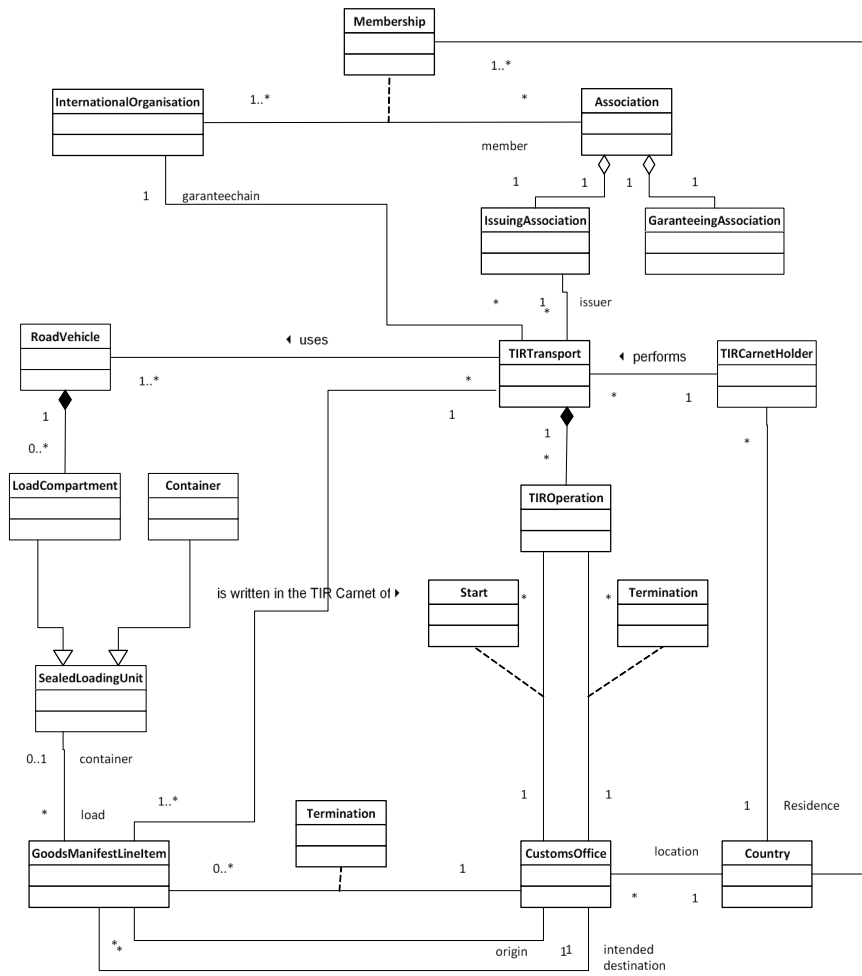 Membership
1..*
InternationalOrganisation
1..*
*
Association
member
1
garanteechain
1
1
1
1
IssuingAssociation
GaranteeingAssociation
*
1
issuer
*
RoadVehicle
◄ uses
TIRTransport
◄ performs
TIRCarnetHolder
1..*
*
*
1
1
1
0..*
1
*
*
LoadCompartment
Container
TIROperation
is written in the TIR Carnet of ►
Start
*
*
Termination
SealedLoadingUnit
0..1
container
*
load
1..*
Termination
1
1
1
Residence
GoodsManifestLineItem
0..*
1
CustomsOffice
location
Country
*
1
*
*
origin
1
1
intended
destination